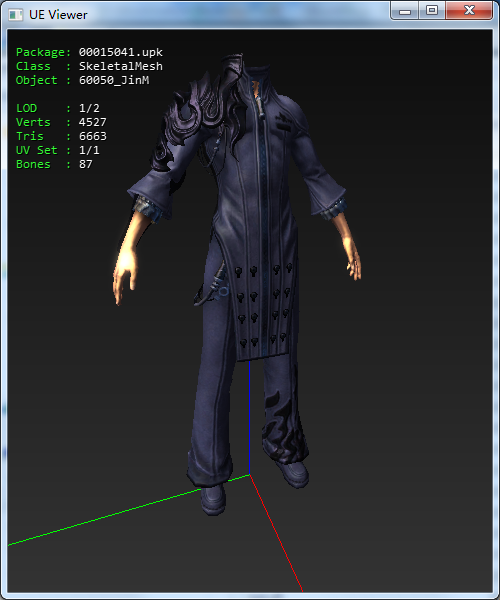 UE Viewer
Package: 00015041.upk
Class : SkeletalMesh
Object : 60050_JinM
LOD : 1/2
Verts : 4527
Tris : 6663
UV Set : 1/1
Bones : 87